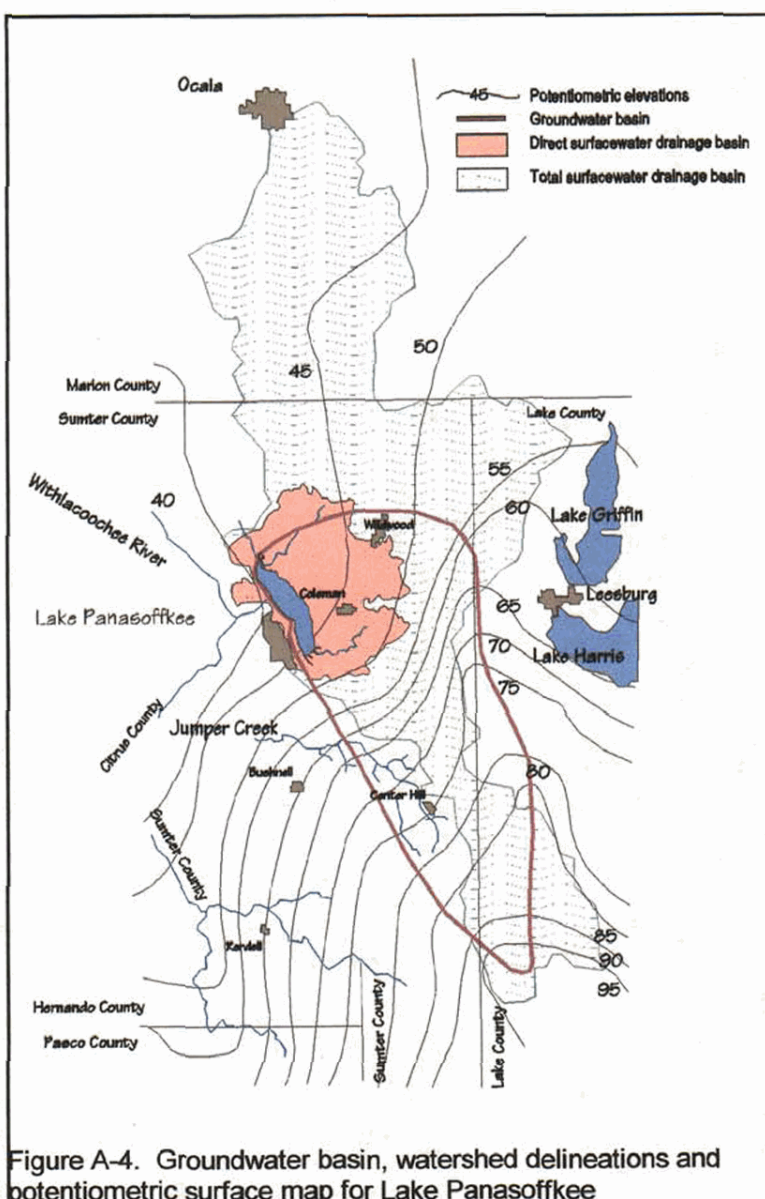 Ocala
45 Potentiometric elevations
Groundwater basin
Direct surfacewater drainage basin
Total surfacewater drainage basin
50
45
Marion County
Sumter County
Lake County
55
40
60
Withlacoochee River
Lake Griffin
Wildwood
Coleman
Leesburg
65
Lake Panasoffkee
70
Lake Harris
75
Citrus County
Jumper Creek
Bushnell
80
Center Hill
Sumter County
85
90
95
Hernando County
Pasco County
Sumter County
Lake County
Figure A-4. Groundwater basin, watershed delineations and
potentiometric surface map for Lake Panasoffkee